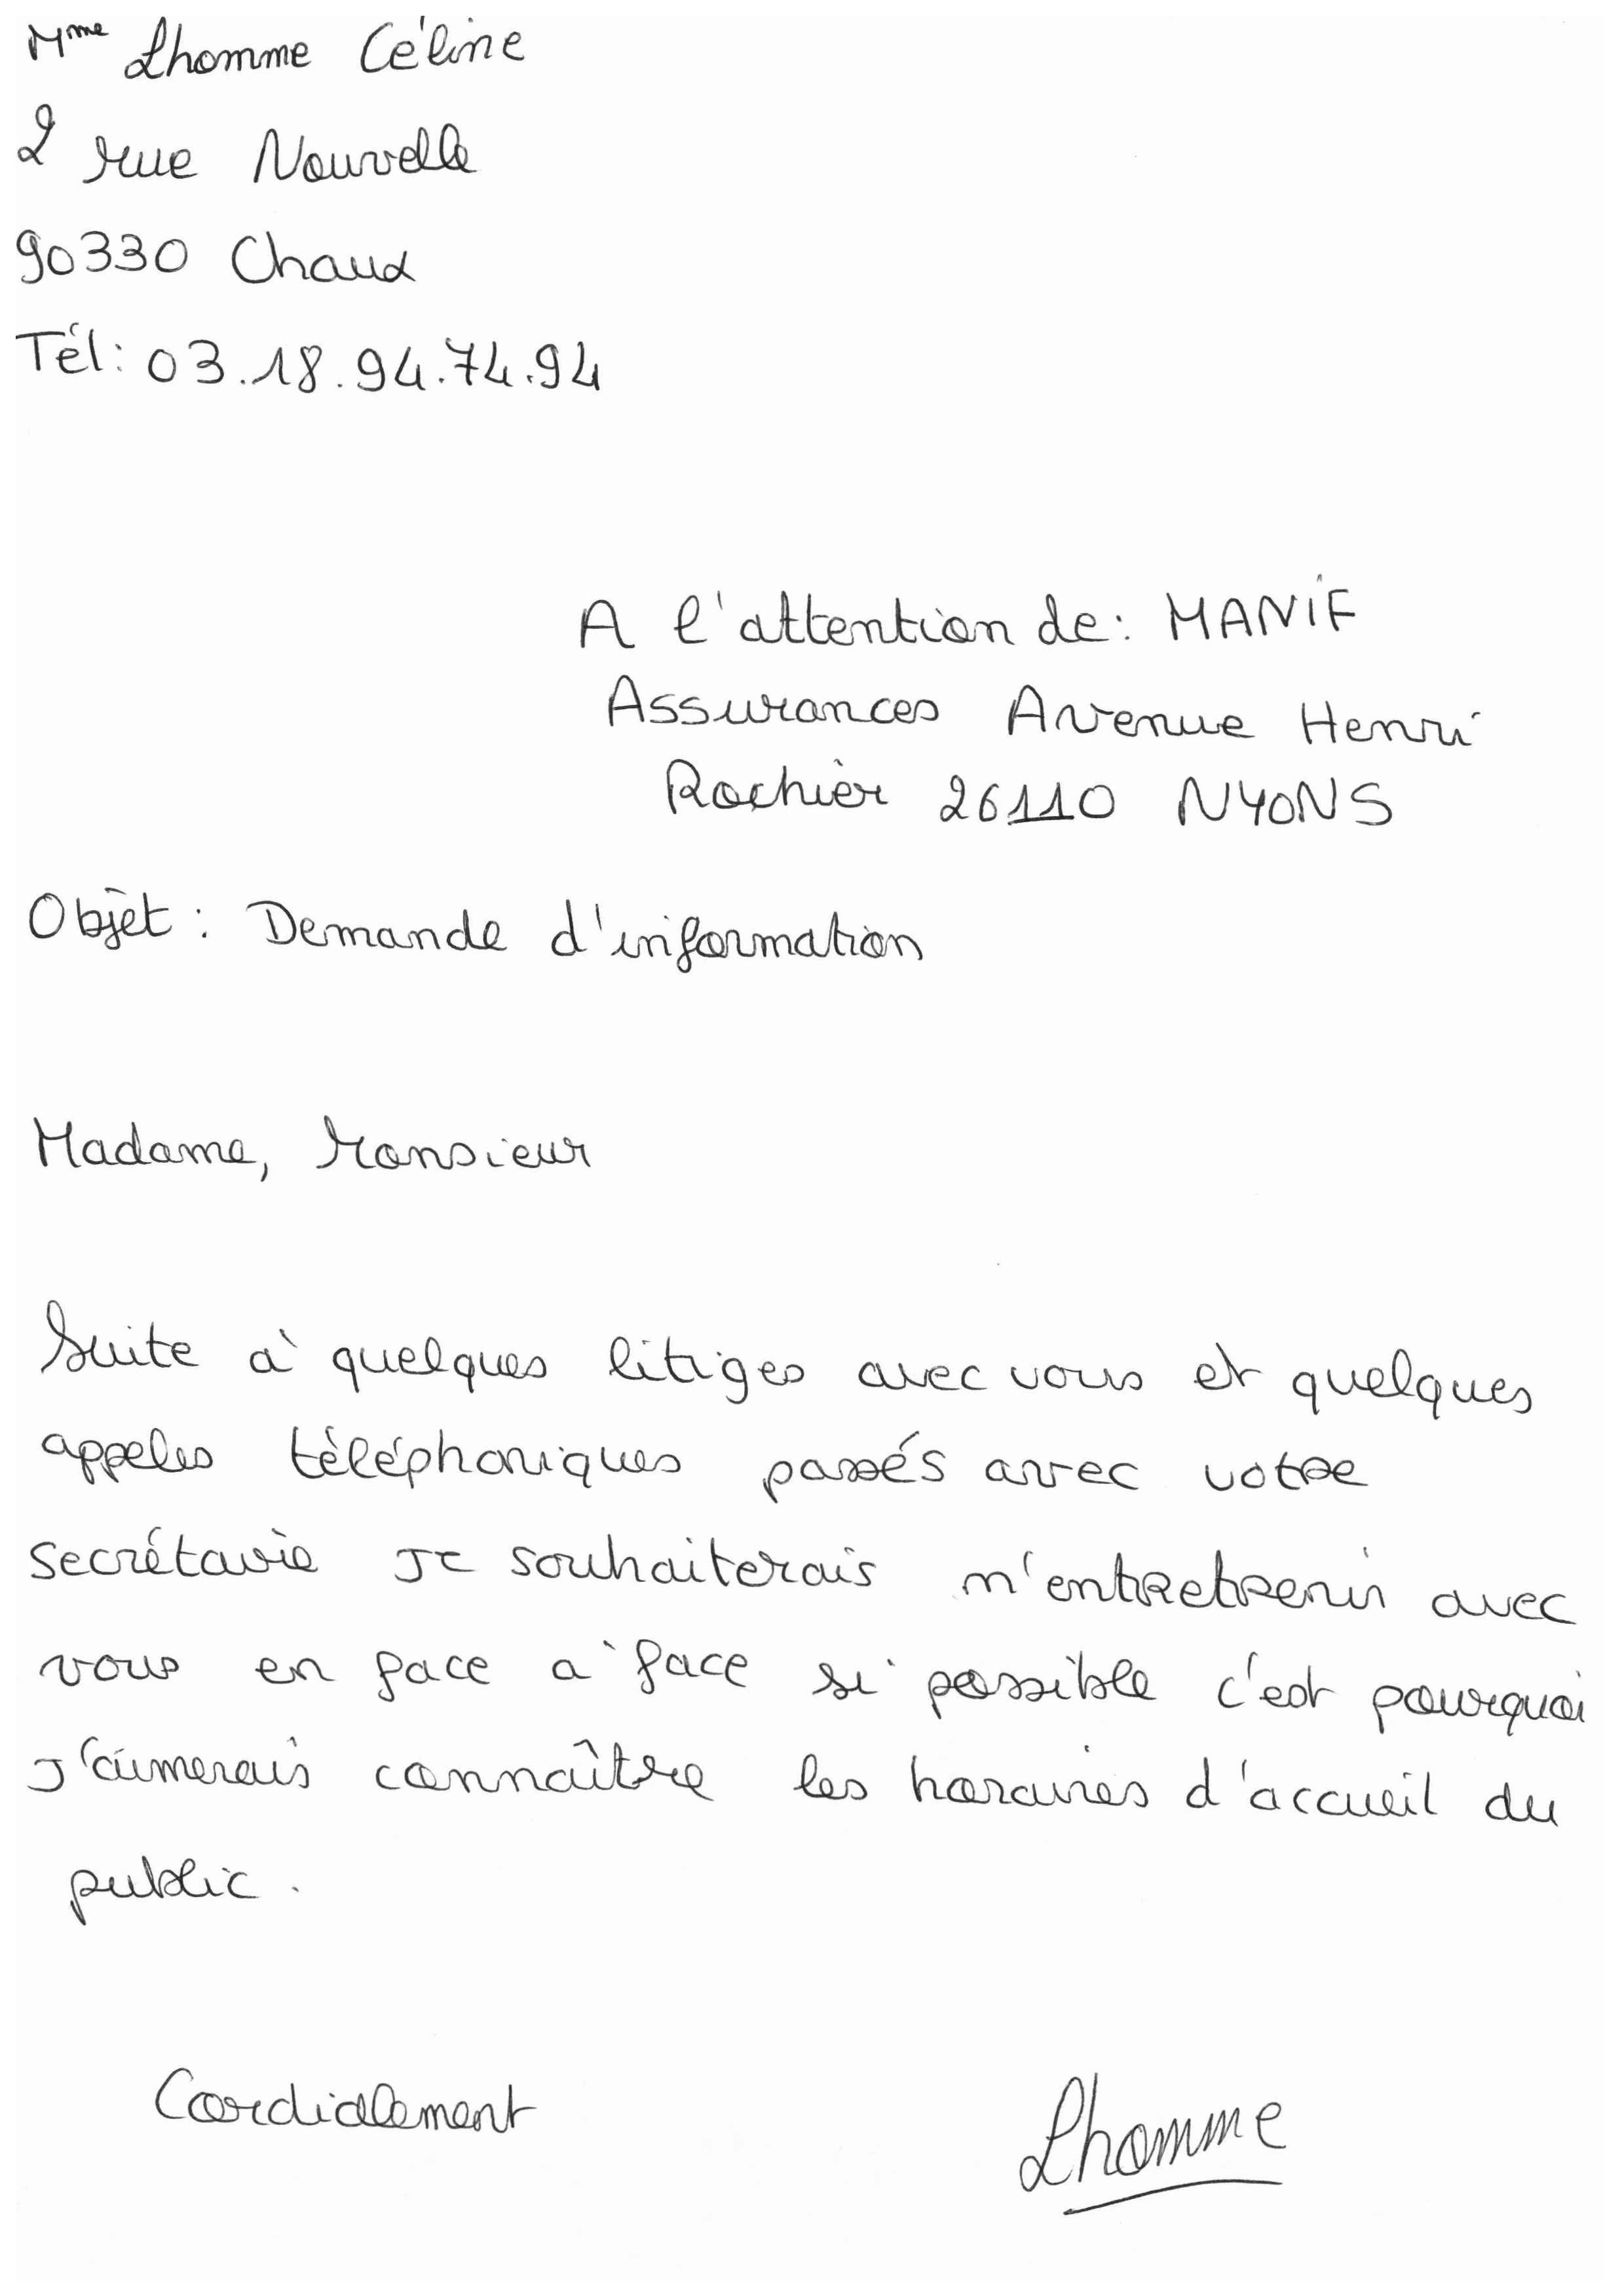 Mme Lhomme Céline
2 rue Nouvelle
90330 Chaux
Tél: 03.18.94.74.94
A l'attention de: MANIF
Assurances Avenue Henri
Rochier 26110 NYONS
Objet : Demande d'information
Madame, Monsieur
Suite à quelques litiges avec vous et quelques
appeles téléphoniques passés avec votre
secrétarie Je souhaiterais m'entretrenir avec
vous en face à face si possible c'est pourquoi
J'aimerais connaître les horaires d'accueil du
public.
Cordialement
Lhomme